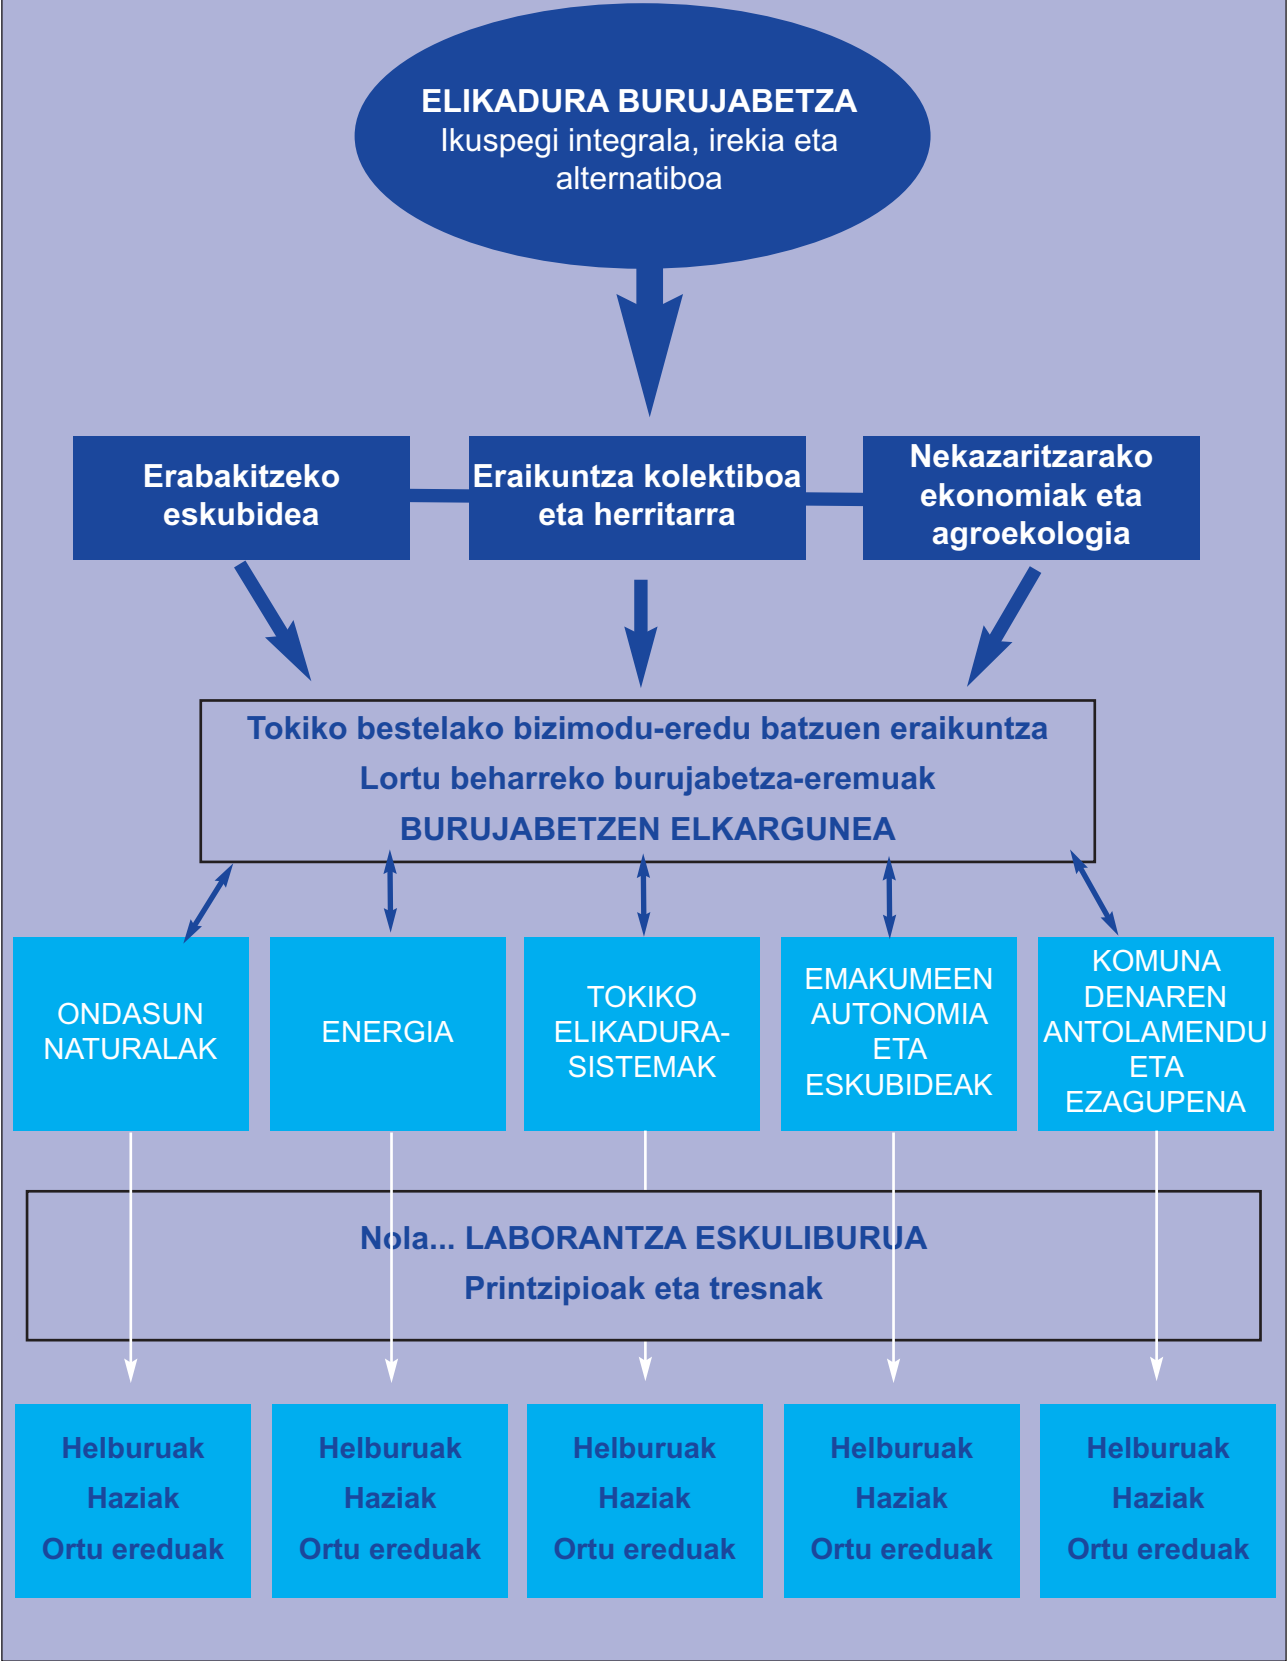 ELIKADURA BURUJABETZA
Ikuspegi integrala, irekia eta
alternatiboa
Erabakitzeko
eskubidea
Eraikuntza kolektiboa
eta herritarra
Nekazaritzarako
ekonomiak eta
agroekologia
Tokiko bestelako bizimodu-eredu batzuen eraikuntza
Lortu beharreko burujabetza-eremuak
BURUJABETZEN ELKARGUNEA
ONDASUN
NATURALAK
ENERGIA
TOKIKO
ELIKADURA-
SISTEMAK
EMAKUMEEN
AUTONOMIA
ETA
ESKUBIDEAK
KOMUNA
DENAREN
ANTOLAMENDU
ETA
EZAGUPENA
Nola... LABORANTZA ESKULIBURUA
Printzipioak eta tresnak
Helburuak
Haziak
Ortu ereduak
Helburuak
Haziak
Ortu ereduak
Helburuak
Haziak
Ortu ereduak
Helburuak
Haziak
Ortu ereduak
Helburuak
Haziak
Ortu ereduak